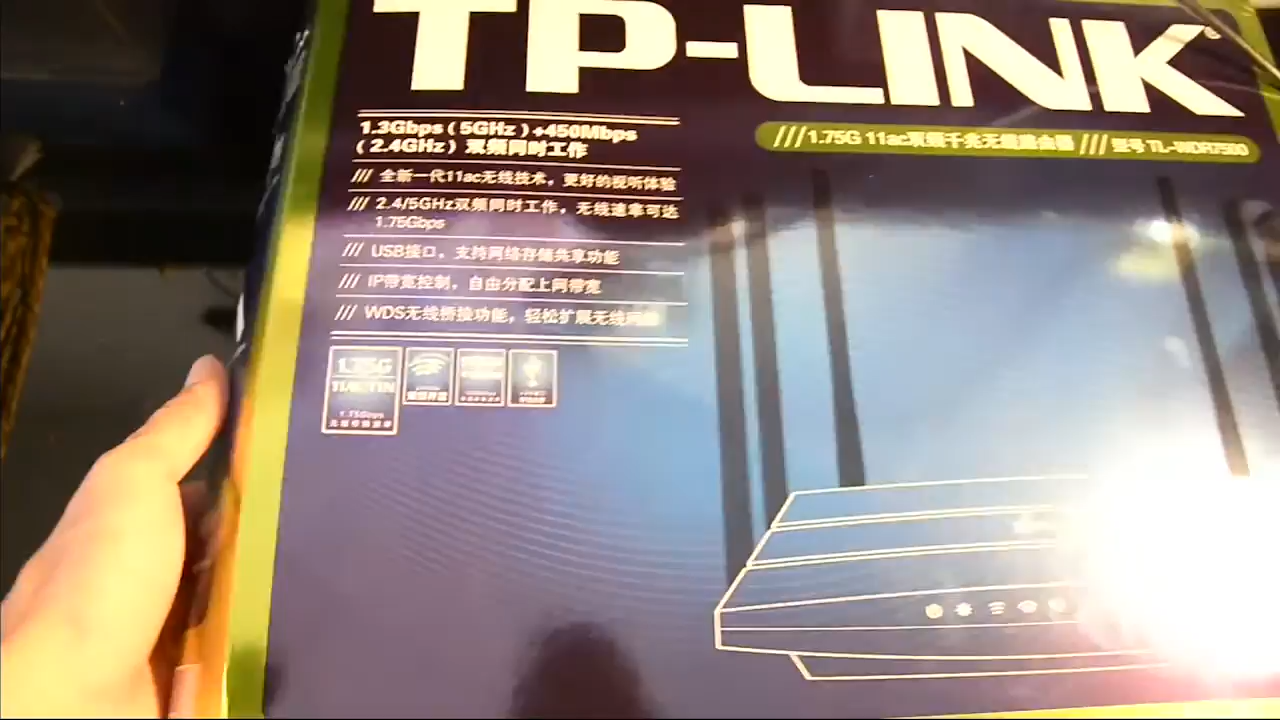 TP-LINK®
1.3Gbps(5GHz)+450Mbps
(2.4GHz) 双频同时工作
/// 全新一代11ac无线技术,更好的视听体验
/// 2.4/5GHz双频同时工作,无线速率可达
1.75Gbps
/// USB接口,支持网络存储共享功能
/// IP带宽控制,自由分配上网带宽
/// WDS无线桥接功能,轻松扩展无线网络
///1.75G 11ac双频千兆无线路由器 /// 型号 TL-WDR7500
1.75G
1.75Gbps